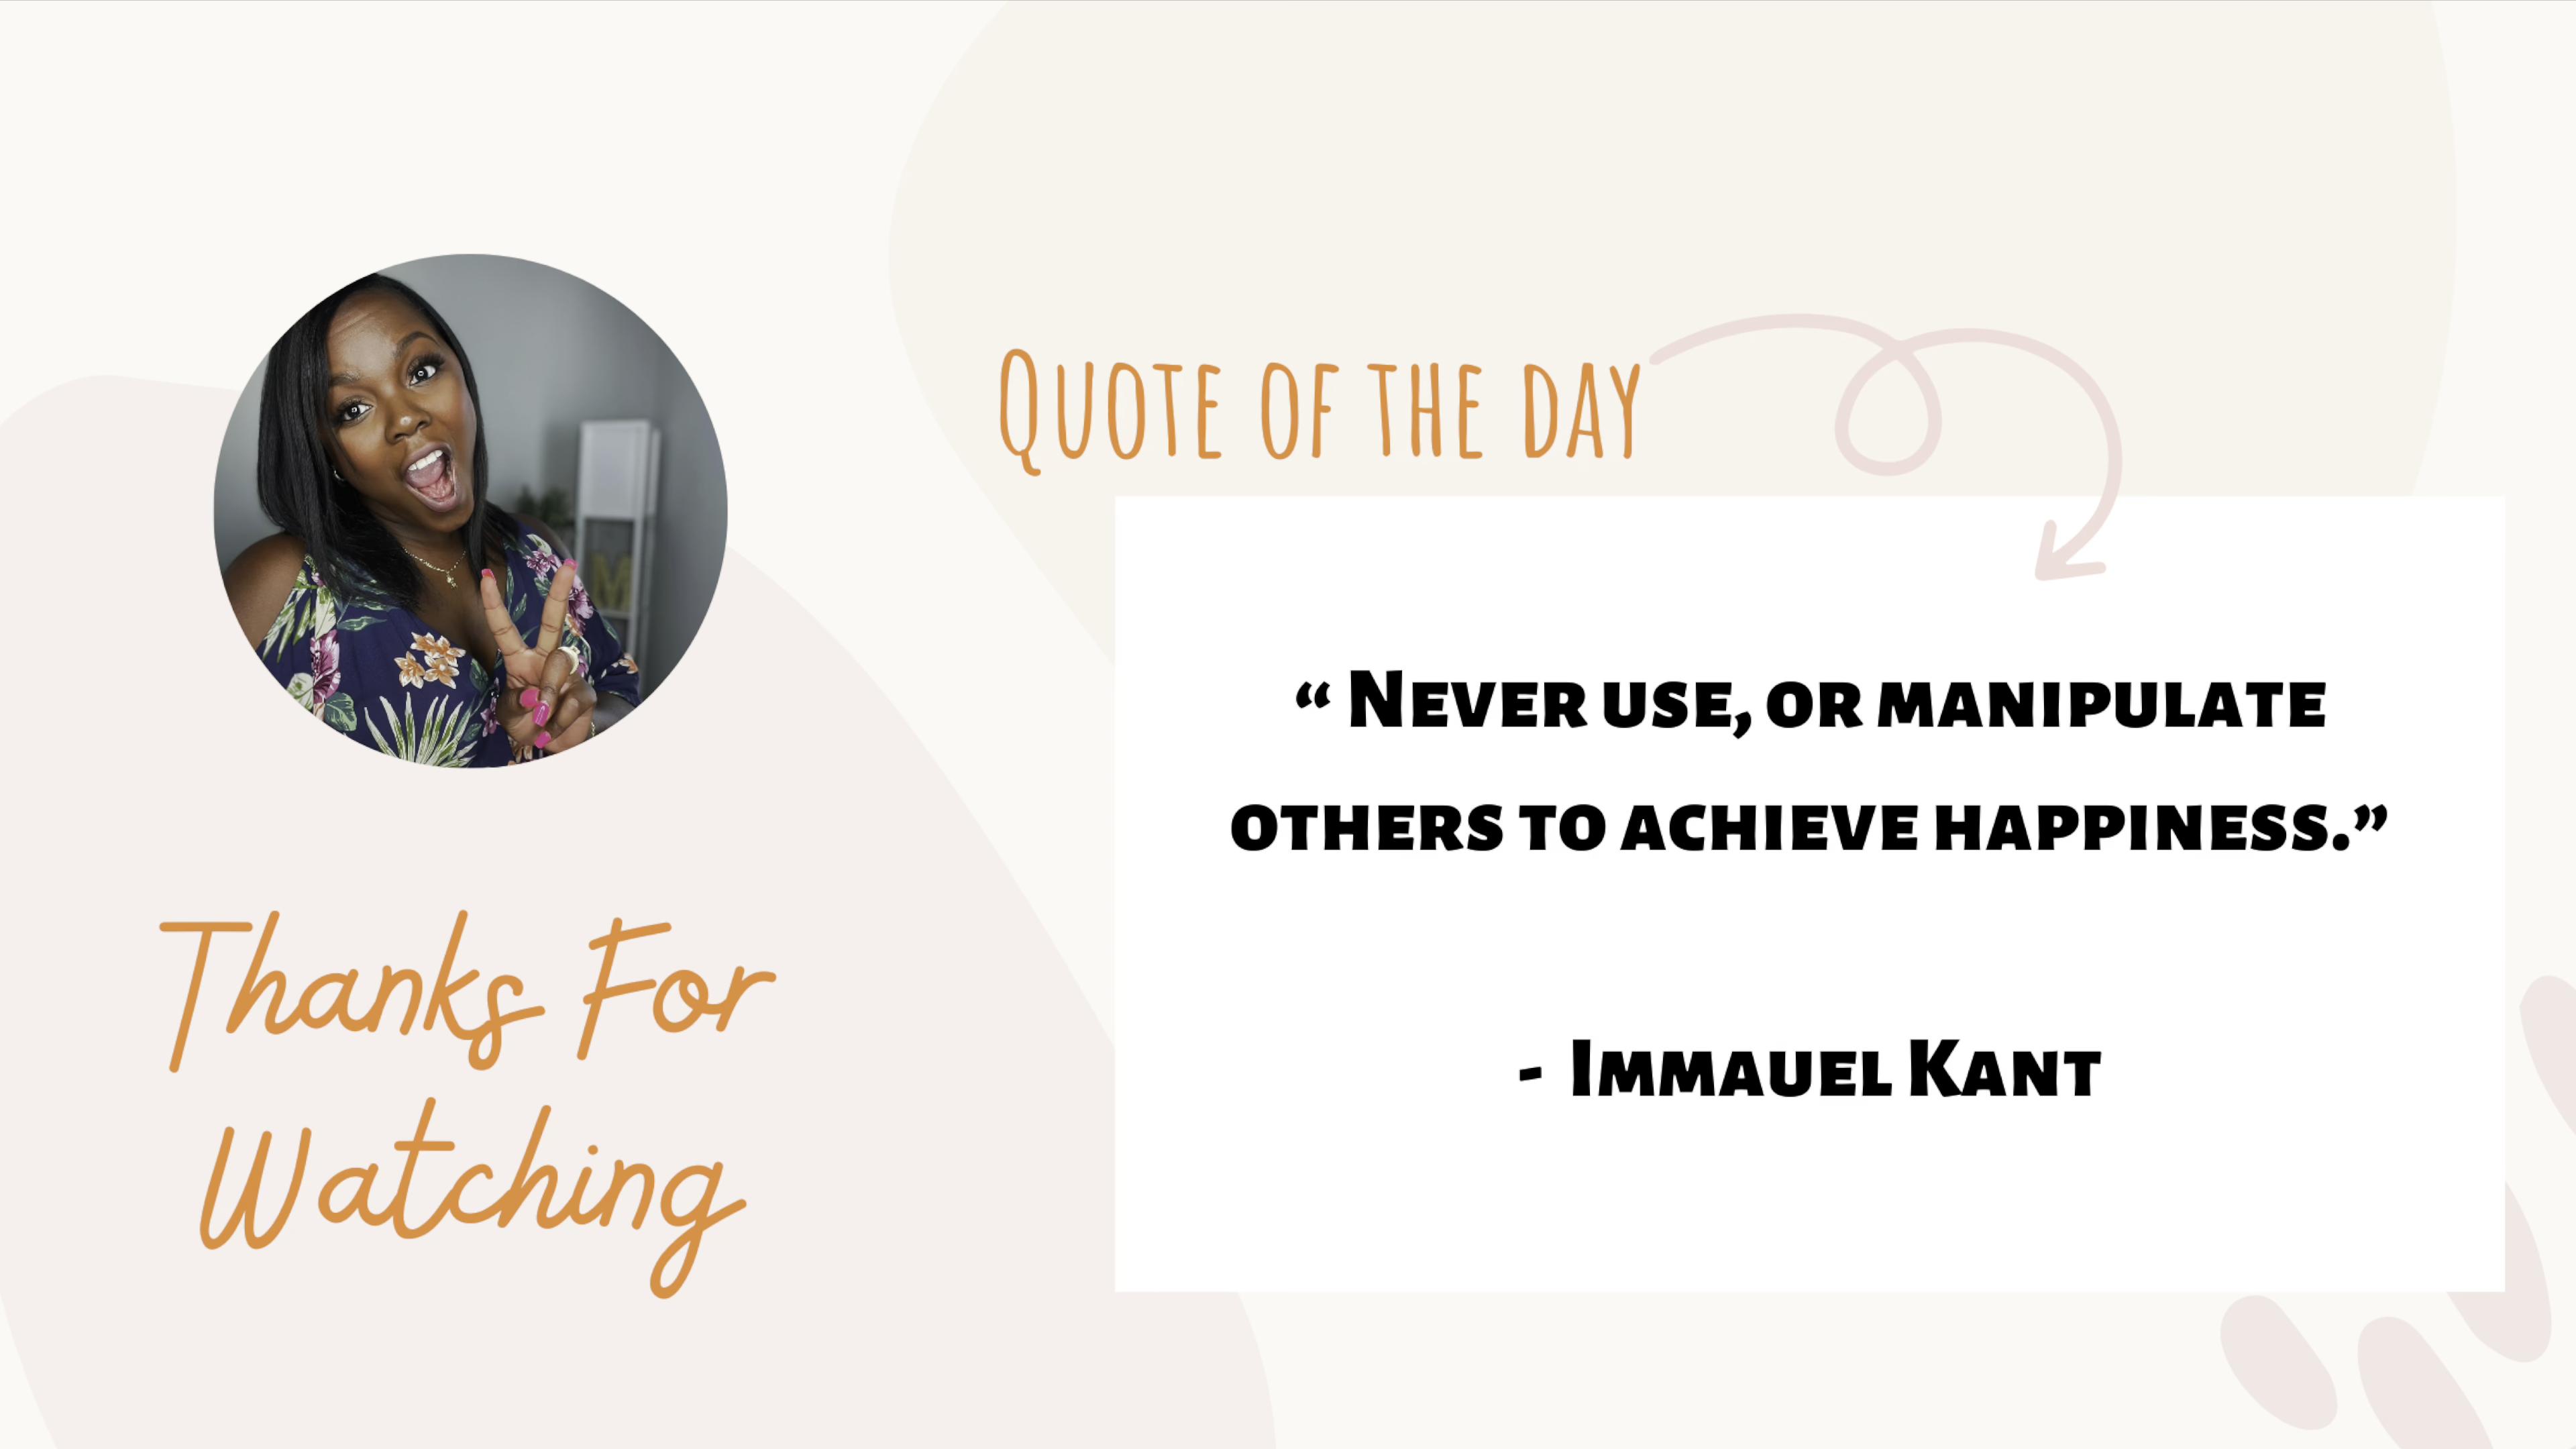 Quote of the day
“ Never use, or manipulate
others to achieve happiness.”
- Immauel Kant
Thanks For
Watching